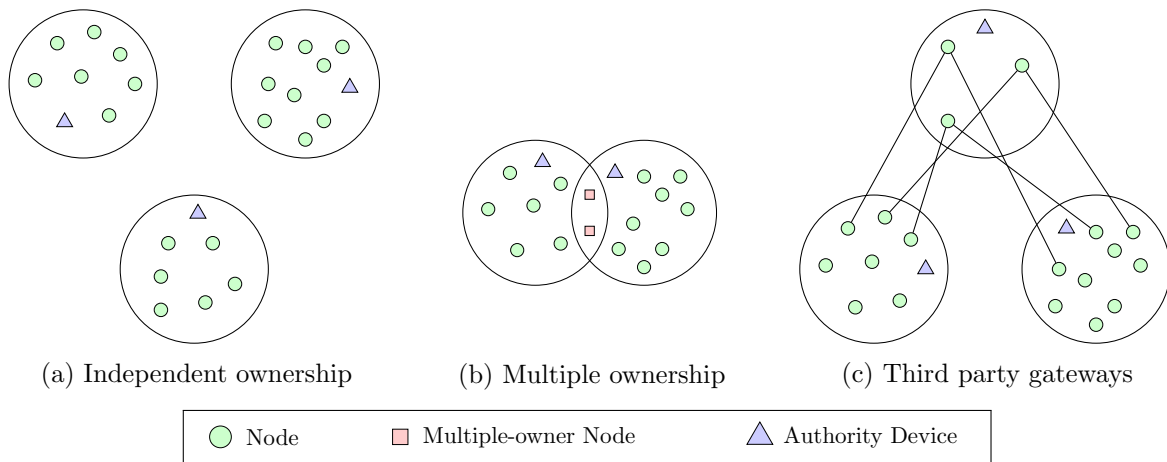 (a) Independent ownership
(b) Multiple ownership
(c) Third party gateways
Node
Multiple-owner Node
Authority Device